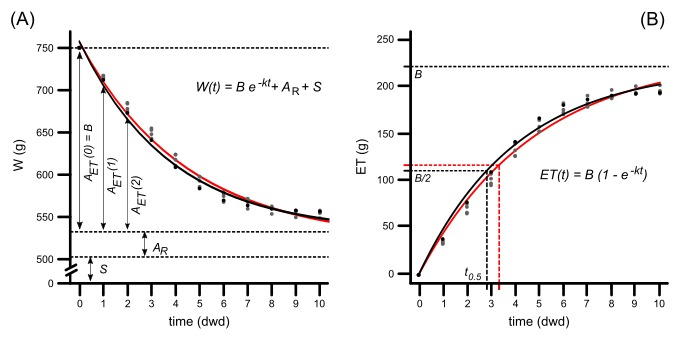 (A)
W (g)
750
700
650
600
550
500
0
W(t) = B e^-kt + A_R + S
A_ET(0) = B
A_ET(1)
A_ET(2)
A_R
S
0 1 2 3 4 5 6 7 8 9 10
time (dwd)
(B)
ET (g)
250
200
150
100
50
0
B
B/2
ET(t) = B (1 - e^-kt)
t_0.5
0 1 2 3 4 5 6 7 8 9 10
time (dwd)